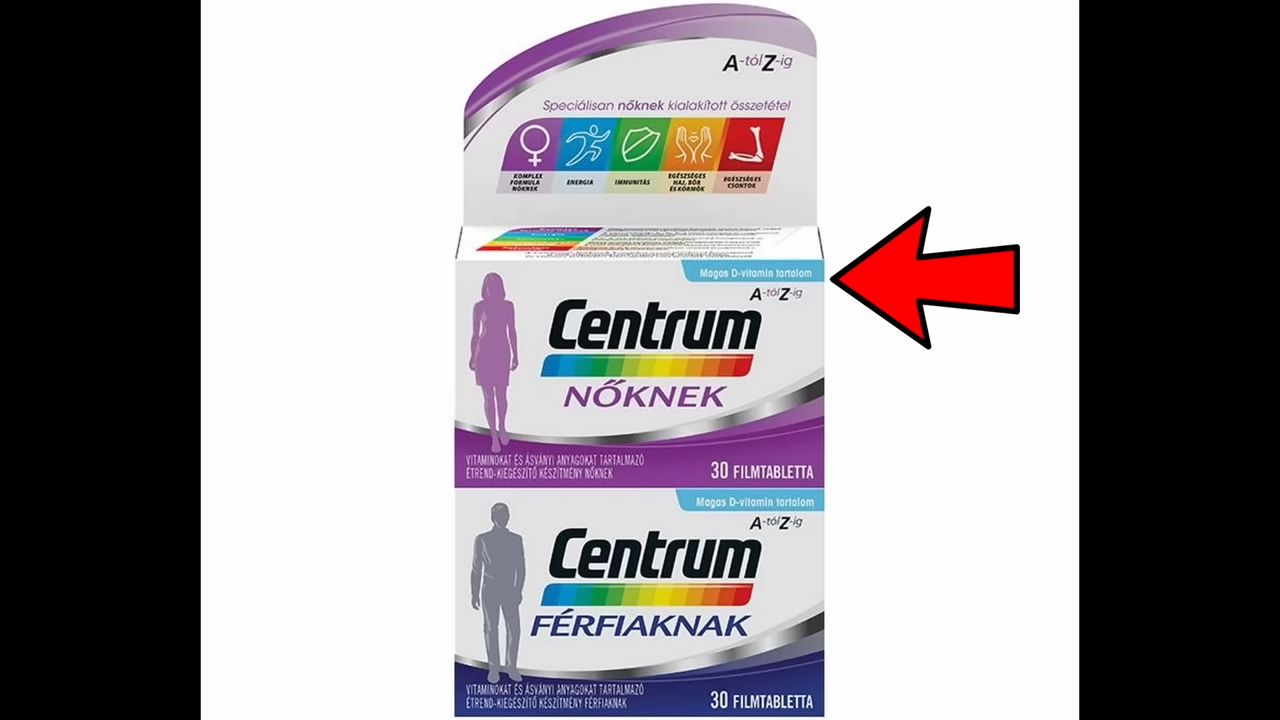 A-tól Z-ig
Speciálisan nőknek kialakított összetétel
KOMPLEX
FORMULA
NŐKNEK
ENERGIA
IMMUNITÁS
EGÉSZSÉGES
HAJ, BŐR
ÉS KÖRMÖK
EGÉSZSÉGES
CSONTOK
Magas D-vitamin tartalom
A-tól Z-ig
Centrum
NŐKNEK
VITAMINOKAT ÉS ÁSVÁNYI ANYAGOKAT TARTALMAZÓ
ÉTREND-KIEGÉSZÍTŐ KÉSZÍTMÉNY NŐKNEK
30 FILMTABLETTA
Magas D-vitamin tartalom
A-tól Z-ig
Centrum
FÉRFIAKNAK
VITAMINOKAT ÉS ÁSVÁNYI ANYAGOKAT TARTALMAZÓ
ÉTREND-KIEGÉSZÍTŐ KÉSZÍTMÉNY FÉRFIAKNAK
30 FILMTABLETTA